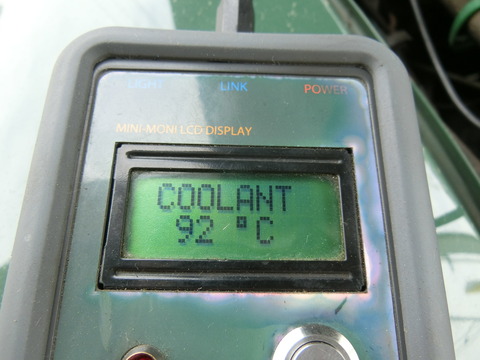 LIGHT LINK POWER
MINI-MONI LCD DISPLAY
COOLANT
92 °C